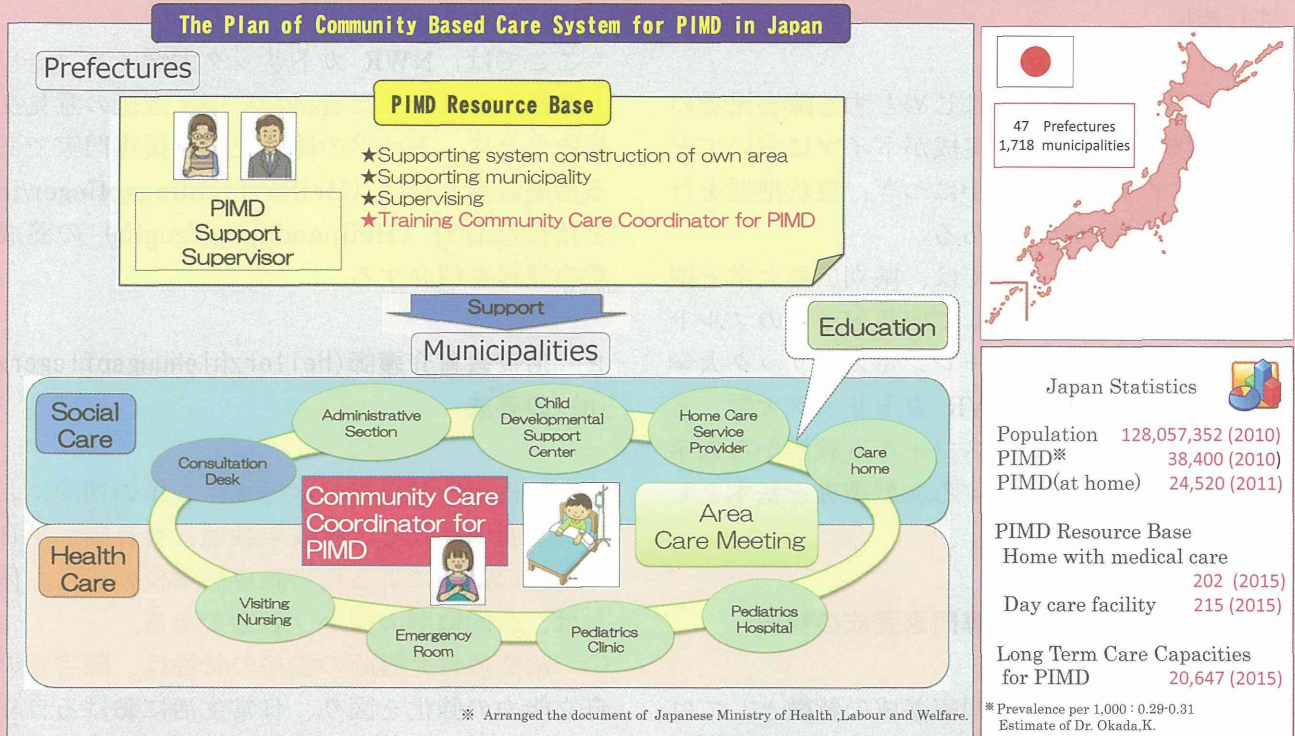 The Plan of Community Based Care System for PIMD in Japan
Prefectures
PIMD Resource Base
PIMD
Support
Supervisor
★Supporting system construction of own area
★Supporting municipality
★Supervising
★Training Community Care Coordinator for PIMD
Support
Municipalities
Education
Social
Care
Consultation
Desk
Administrative
Section
Child
Developmental
Support
Center
Home Care
Service
Provider
Care
home
Community Care
Coordinator for
PIMD
Area
Care Meeting
Health
Care
Visiting
Nursing
Emergency
Room
Pediatrics
Clinic
Pediatrics
Hospital
※ Arranged the document of Japanese Ministry of Health ,Labour and Welfare.
47 Prefectures
1,718 municipalities
Japan Statistics
Population 128,057,352 (2010)
PIMD※ 38,400 (2010)
PIMD(at home) 24,520 (2011)
PIMD Resource Base
Home with medical care
202 (2015)
Day care facility 215 (2015)
Long Term Care Capacities
for PIMD 20,647 (2015)
※Prevalence per 1,000 : 0.29-0.31
Estimate of Dr. Okada,K.